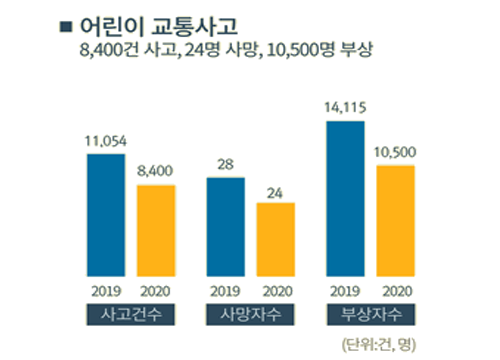 ■ 어린이 교통사고
8,400건 사고, 24명 사망, 10,500명 부상
14,115
11,054
10,500
8,400
28
24
2019 2020 2019 2020 2019 2020
사고건수 사망자수 부상자수
(단위:건, 명)